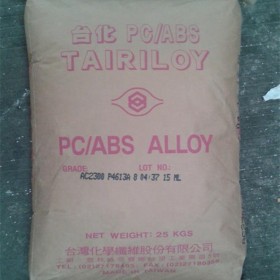 台化 PC/ABS
TAIRILOY
PC/ABS ALLOY
GRADE: LOT NO.
AC2300 P4613A 0 04:37 15 ML
NET WEIGHT: 25 KGS
台灣化學纖維股份有限公司